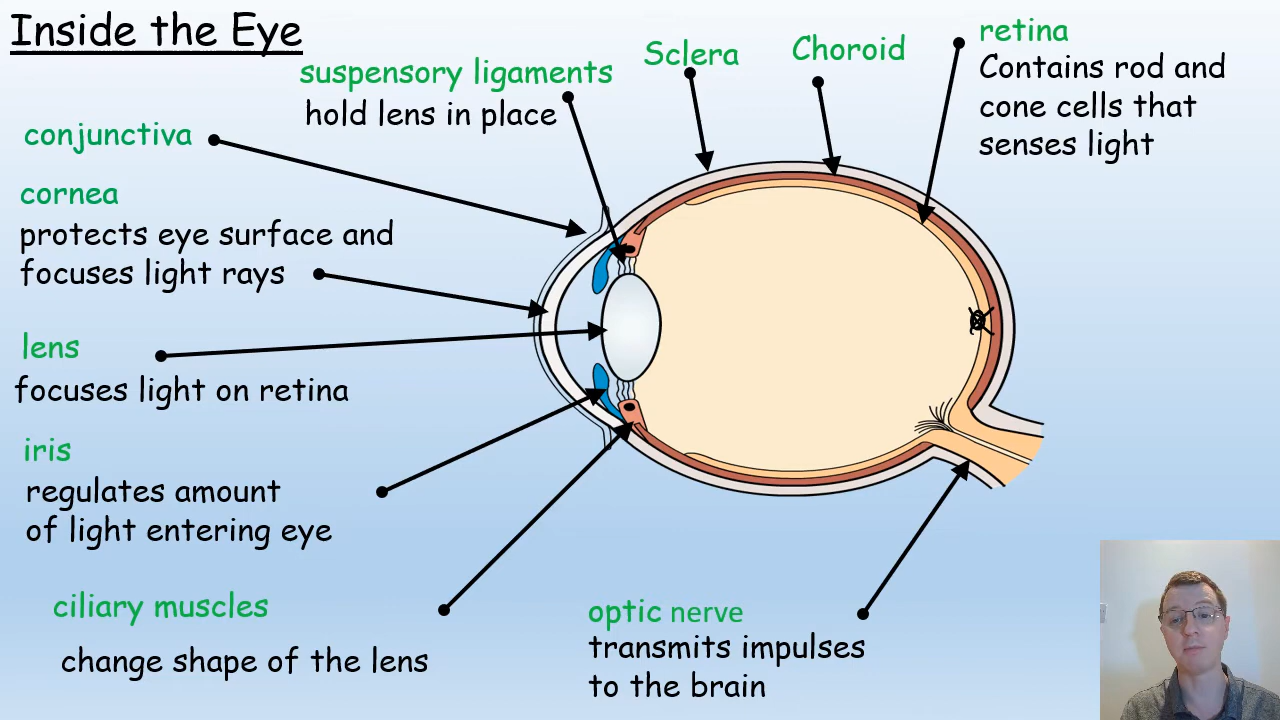 Inside the Eye
suspensory ligaments
hold lens in place
Sclera
Choroid
retina
Contains rod and
cone cells that
senses light
conjunctiva
cornea
protects eye surface and
focuses light rays
lens
focuses light on retina
iris
regulates amount
of light entering eye
ciliary muscles
change shape of the lens
optic nerve
transmits impulses
to the brain